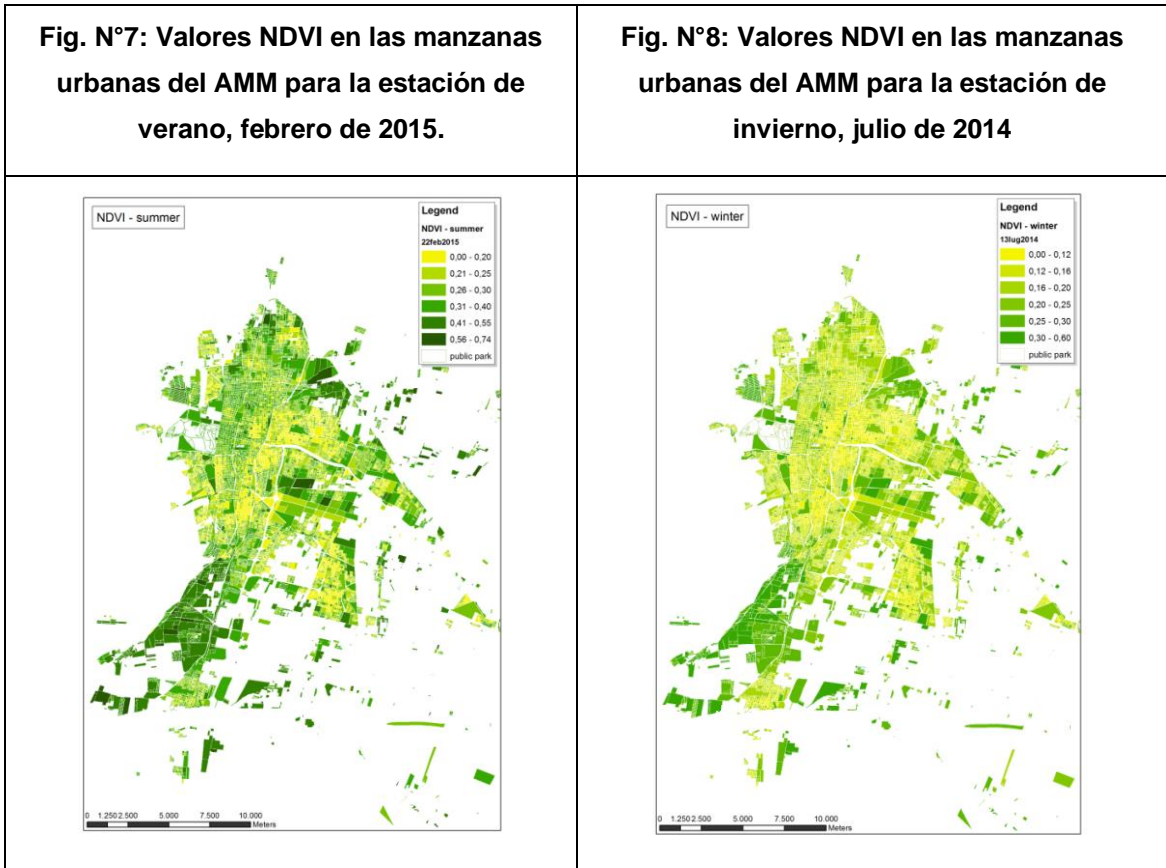 Fig. N°7: Valores NDVI en las manzanas
urbanas del AMM para la estación de
verano, febrero de 2015.
Fig. N°8: Valores NDVI en las manzanas
urbanas del AMM para la estación de
invierno, julio de 2014
NDVI - summer
Legend
NDVI - summer
22feb2015
0,00 - 0,20
0,21 - 0,25
0,26 - 0,30
0,31 - 0,40
0,41 - 0,55
0,56 - 0,74
public park
0 1.250 2.500 5.000 7.500 10.000
Meters
NDVI - winter
Legend
NDVI - winter
13lug2014
0,00 - 0,12
0,12 - 0,16
0,16 - 0,20
0,20 - 0,25
0,25 - 0,30
0,30 - 0,60
public park
0 1.250 2.500 5.000 7.500 10.000
Meters